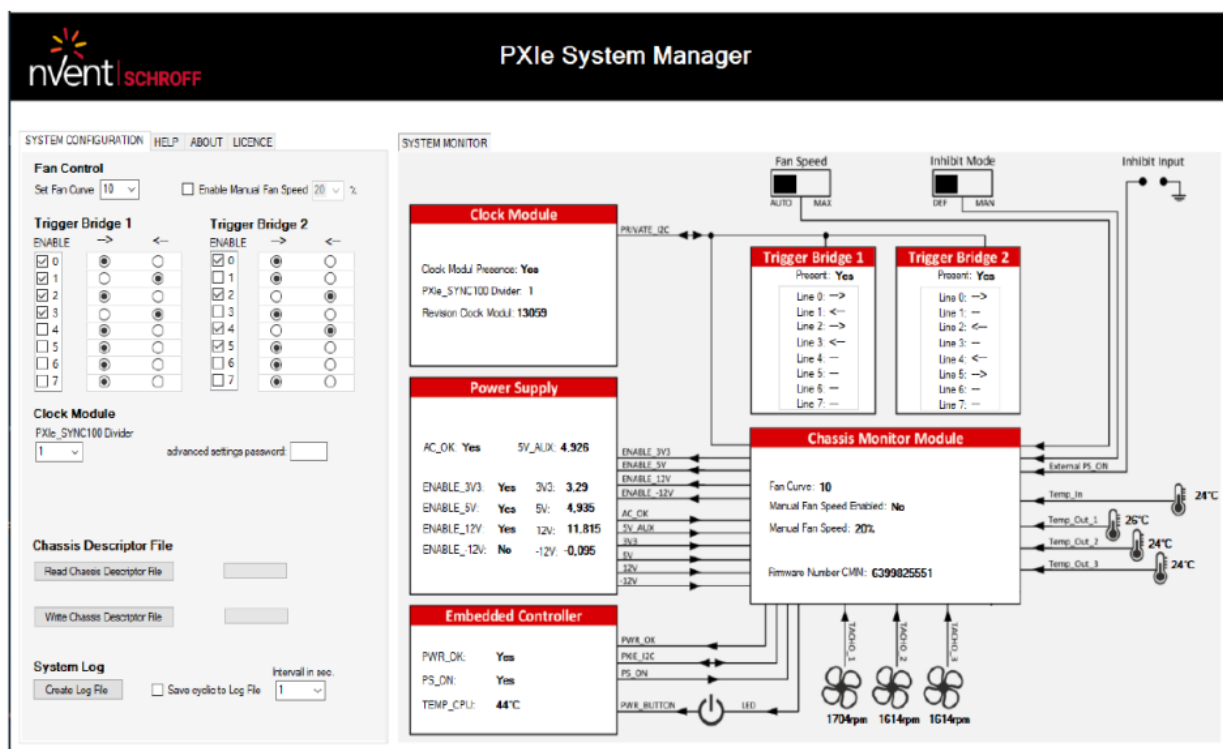 nvent SCHROFF
PXIe System Manager
SYSTEM CONFIGURATION HELP ABOUT LICENCE
Fan Control
Set Fan Curve 10 Enable Manual Fan Speed 20 %
Trigger Bridge 1
ENABLE --> <--
0
1
2
3
4
5
6
7
Trigger Bridge 2
ENABLE --> <--
0
1
2
3
4
5
6
7
Clock Module
PXIe_SYNC100 Divider
1 advanced settings password:
Chassis Descriptor File
Read Chassis Descriptor File
Write Chassis Descriptor File
System Log
Interval in sec.
Create Log File Save cyclic to Log File 1
SYSTEM MONITOR
Fan Speed
AUTO MAX
Inhibit Mode
DEF MAN
Inhibit Input
Clock Module
Clock Modul Presence: Yes
PXIe_SYNC100 Divider: 1
Revision Clock Modul: 13059
PRIVATE_I2C
Trigger Bridge 1
Present: Yes
Line 0: -->
Line 1: <--
Line 2: -->
Line 3: <--
Line 4: ---
Line 5: ---
Line 6: ---
Line 7: ---
Trigger Bridge 2
Present: Yes
Line 0: -->
Line 1: ---
Line 2: <--
Line 3: ---
Line 4: <--
Line 5: -->
Line 6: ---
Line 7: ---
Power Supply
AC_OK: Yes 5V_AUX: 4,926
ENABLE_3V3: Yes 3V3: 3,29
ENABLE_5V: Yes 5V: 4,935
ENABLE_12V: Yes 12V: 11,815
ENABLE_-12V: No -12V: -0,095
ENABLE_3V3
ENABLE_5V
ENABLE_12V
ENABLE_-12V
AC_OK
5V_AUX
3V3
5V
12V
-12V
Chassis Monitor Module
Fan Curve: 10
Manual Fan Speed Enabled: No
Manual Fan Speed: 20%
Firmware Number CMM: 6399825551
External PS_ON
Temp_In 24°C
Temp_Out_1 26°C
Temp_Out_2 24°C
Temp_Out_3 24°C
Embedded Controller
PWR_OK: Yes
PS_ON: Yes
TEMP_CPU: 44°C
PWR_OK
PXIE_I2C
PS_ON
PWR_BUTTON LED
TACHO_1
TACHO_2
TACHO_3
1704rpm 1614rpm 1614rpm